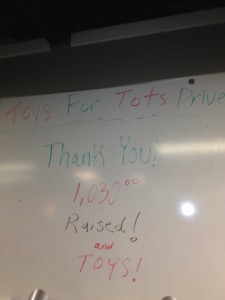 Toys For Tots Drive
Thank You!
1,030⁰⁰
Raised!
and
TOYS!